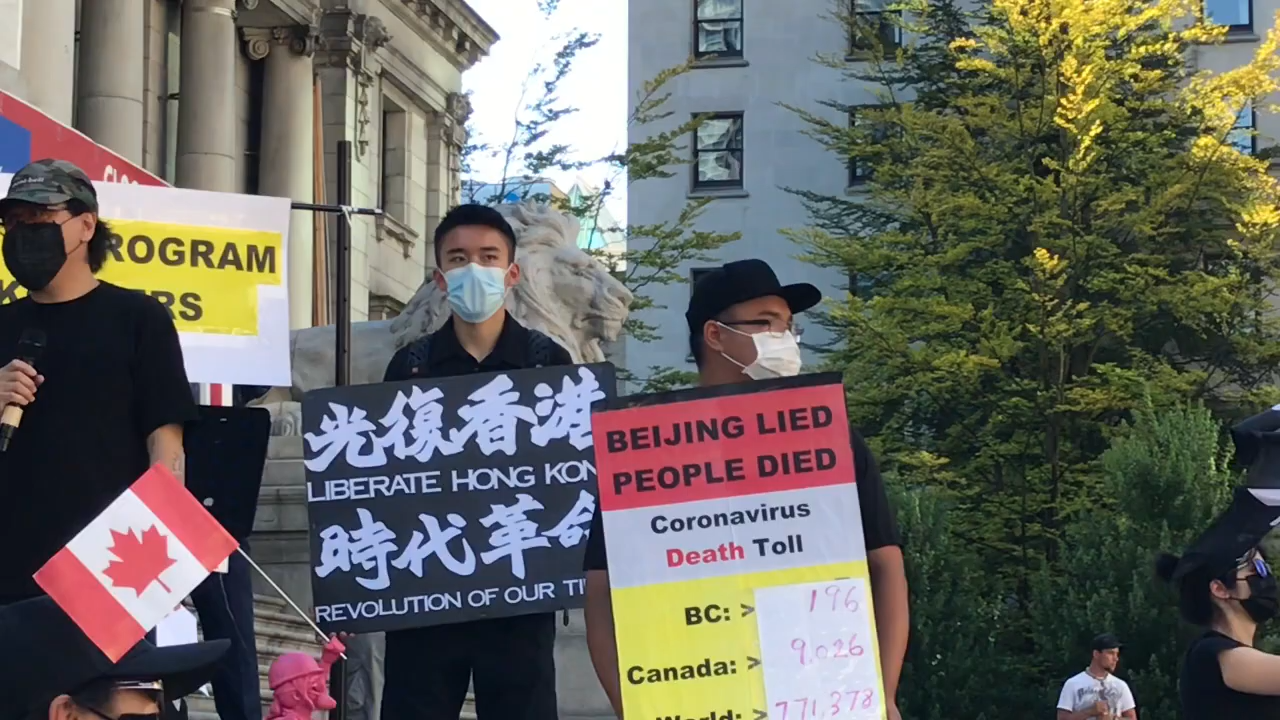 ROGRAM
RS
光復香港
LIBERATE HONG KON
時代革命
REVOLUTION OF OUR TI
BEIJING LIED
PEOPLE DIED
Coronavirus
Death Toll
BC: > 196
Canada: > 9,026
World: > 771,378